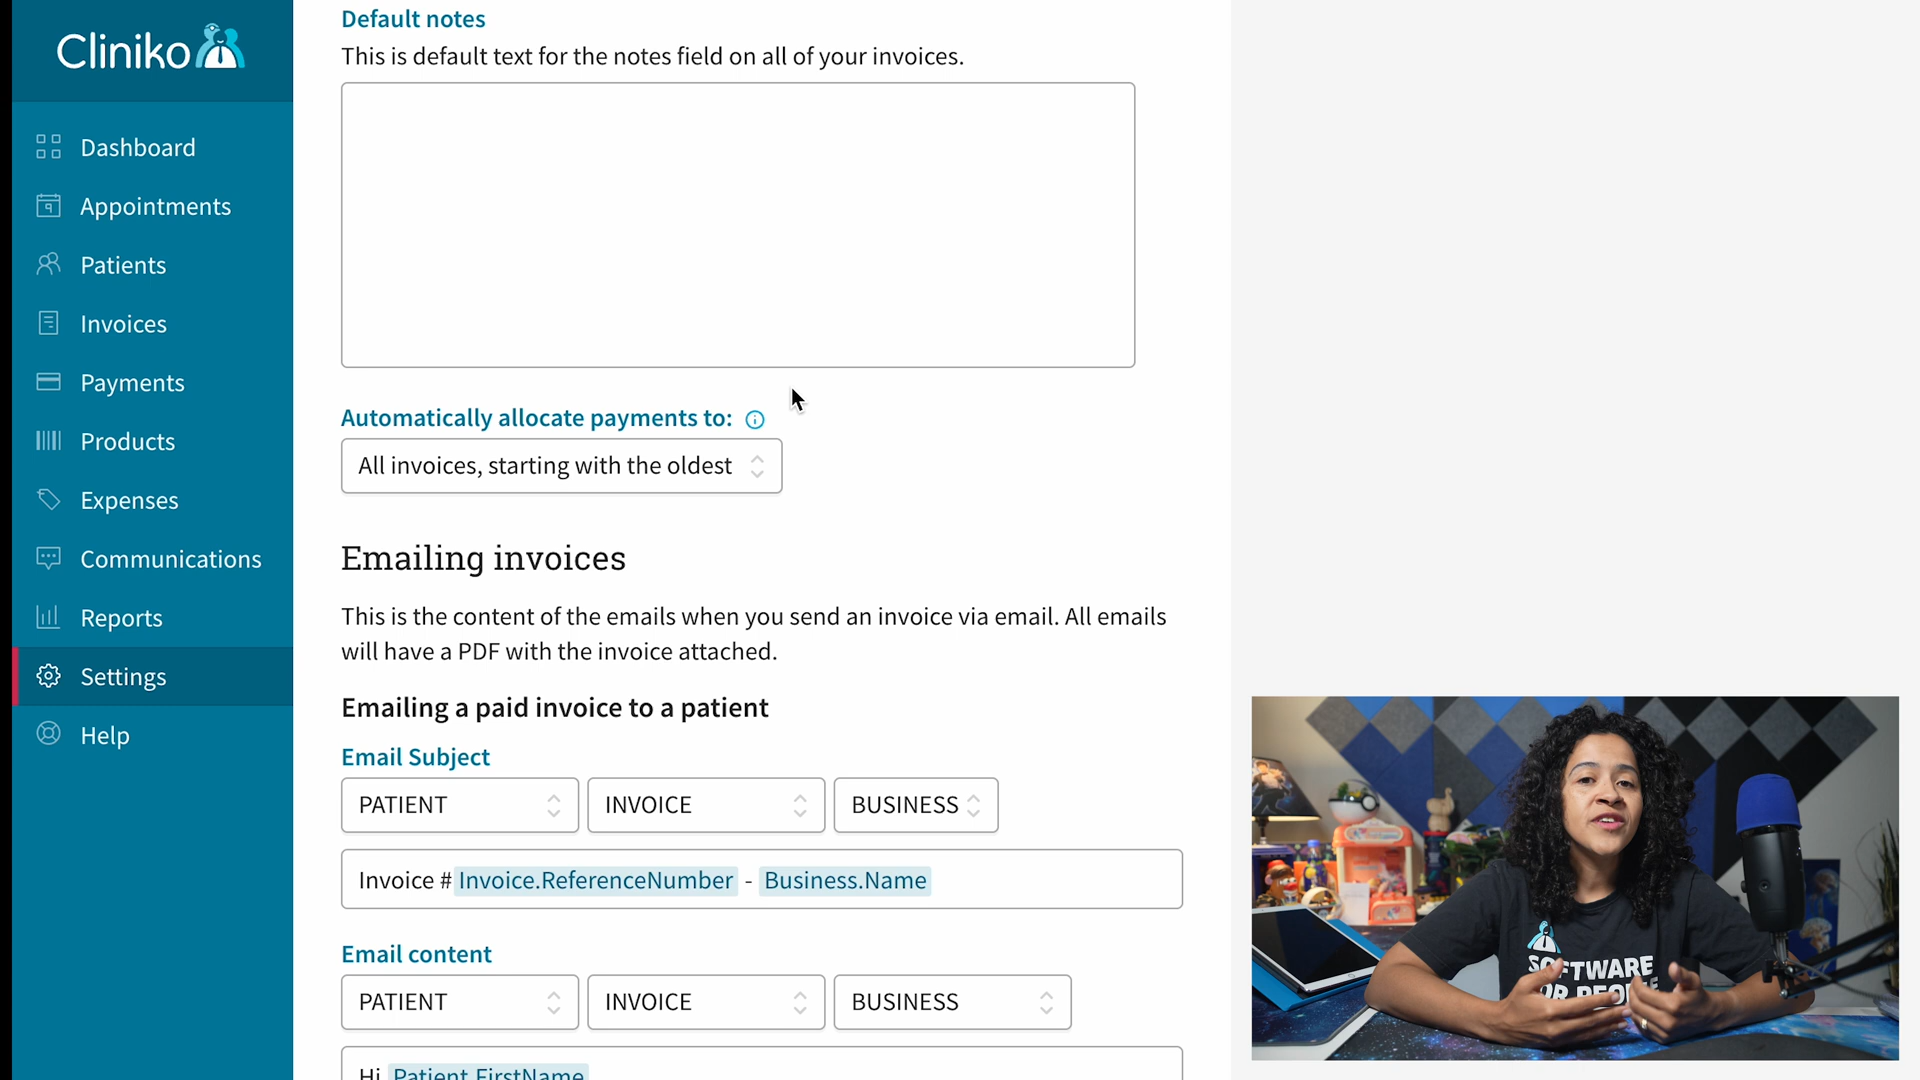 Cliniko
Dashboard
Appointments
Patients
Invoices
Payments
Products
Expenses
Communications
Reports
Settings
Help
Default notes
This is default text for the notes field on all of your invoices.
Automatically allocate payments to:
All invoices, starting with the oldest
Emailing invoices
This is the content of the emails when you send an invoice via email. All emails
will have a PDF with the invoice attached.
Emailing a paid invoice to a patient
Email Subject
PATIENT INVOICE BUSINESS
Invoice # Invoice.ReferenceNumber - Business.Name
Email content
PATIENT INVOICE BUSINESS
Hi Patient.FirstName
SOFTWARE
FOR PEOPLE